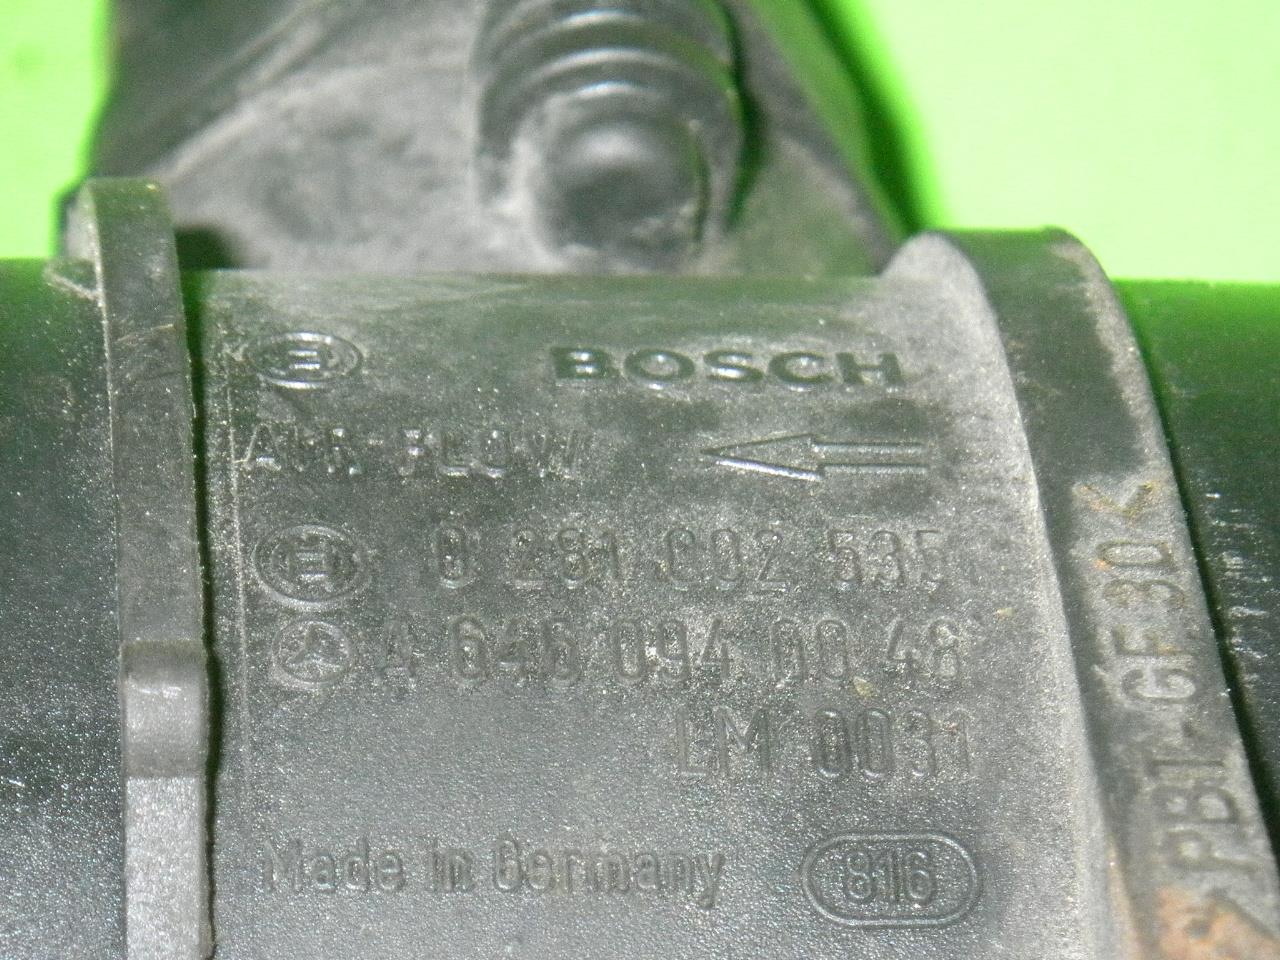 BOSCH
AIR-FLOW
0 281 002 535
A 646 094 00 48
LM 0031
Made in Germany
816
>PBT-GF 30<